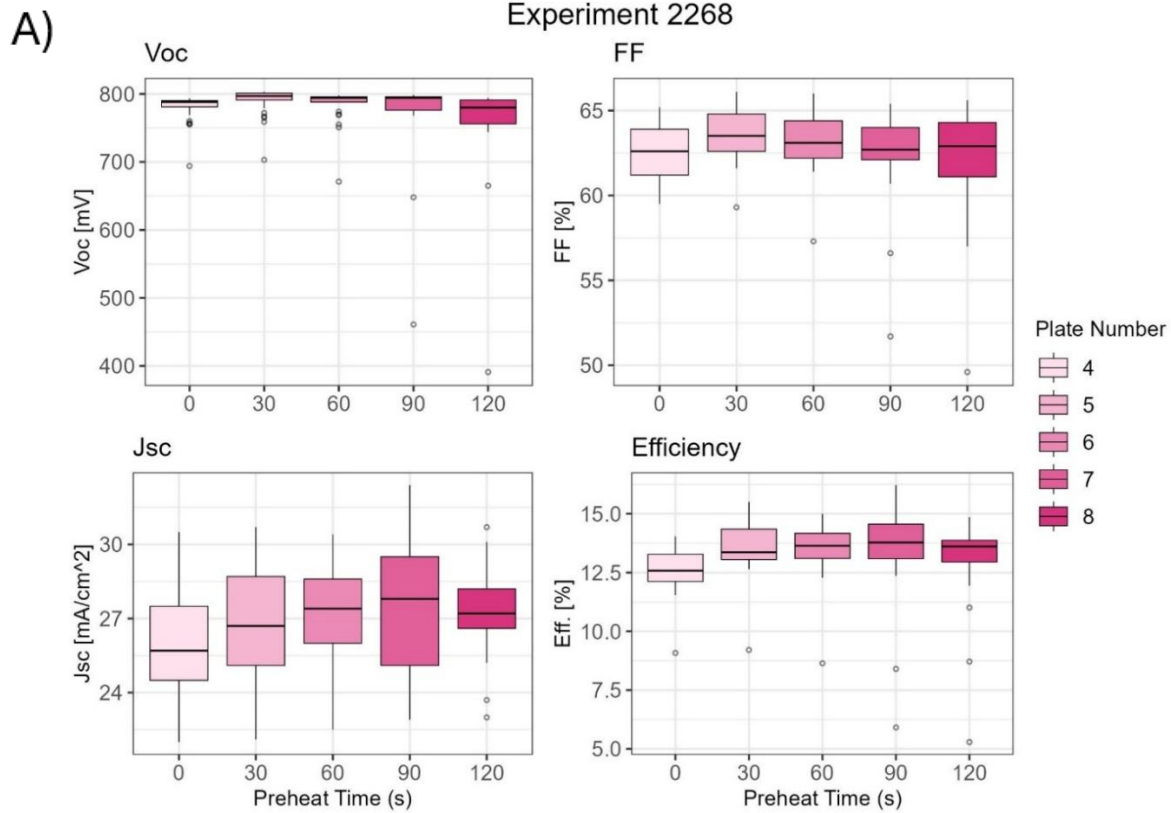 A)
Experiment 2268
Voc
FF
Voc [mV]
800
700
600
500
400
0 30 60 90 120
FF [%]
65
60
55
50
0 30 60 90 120
Plate Number
4
5
6
7
8
Jsc
Efficiency
Jsc [mA/cm^2]
30
27
24
0 30 60 90 120
Preheat Time (s)
Eff. [%]
15.0
12.5
10.0
7.5
5.0
0 30 60 90 120
Preheat Time (s)